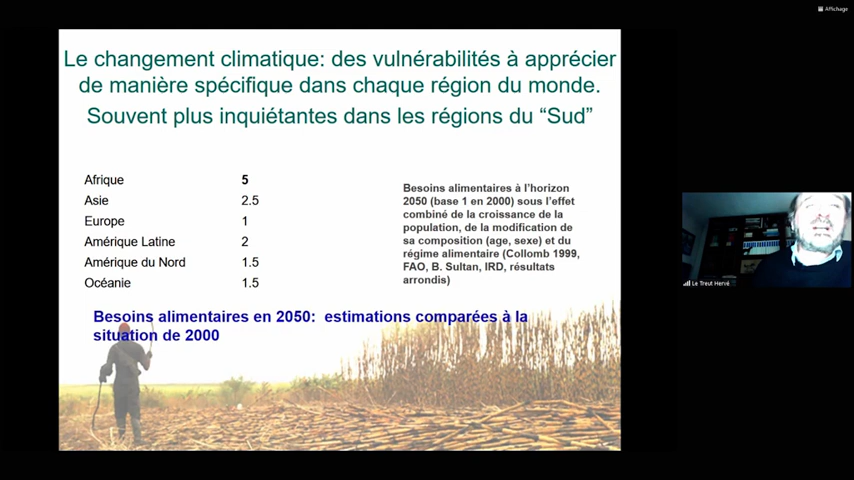 Affichage
Le changement climatique: des vulnérabilités à apprécier
de manière spécifique dans chaque région du monde.
Souvent plus inquiétantes dans les régions du “Sud”
Afrique 5
Asie 2.5
Europe 1
Amérique Latine 2
Amérique du Nord 1.5
Océanie 1.5
Besoins alimentaires à l’horizon
2050 (base 1 en 2000) sous l’effet
combiné de la croissance de la
population, de la modification de
sa composition (age, sexe) et du
régime alimentaire (Collomb 1999,
FAO, B. Sultan, IRD, résultats
arrondis)
Besoins alimentaires en 2050: estimations comparées à la
situation de 2000
Le Treut Hervé